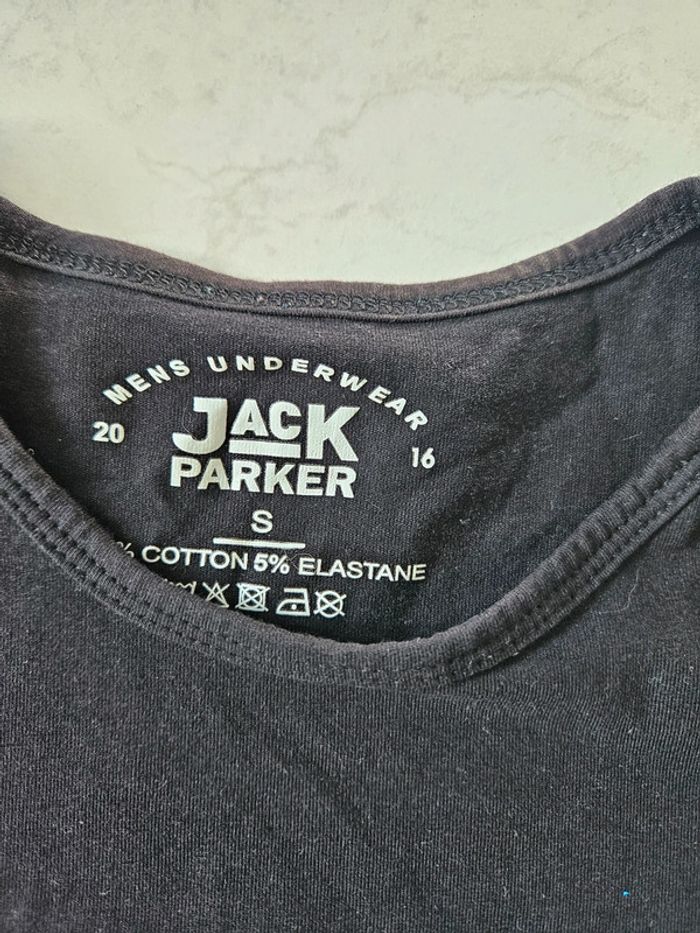 MENS UNDERWEAR
20 16
JACK
PARKER
S
% COTTON 5% ELASTANE